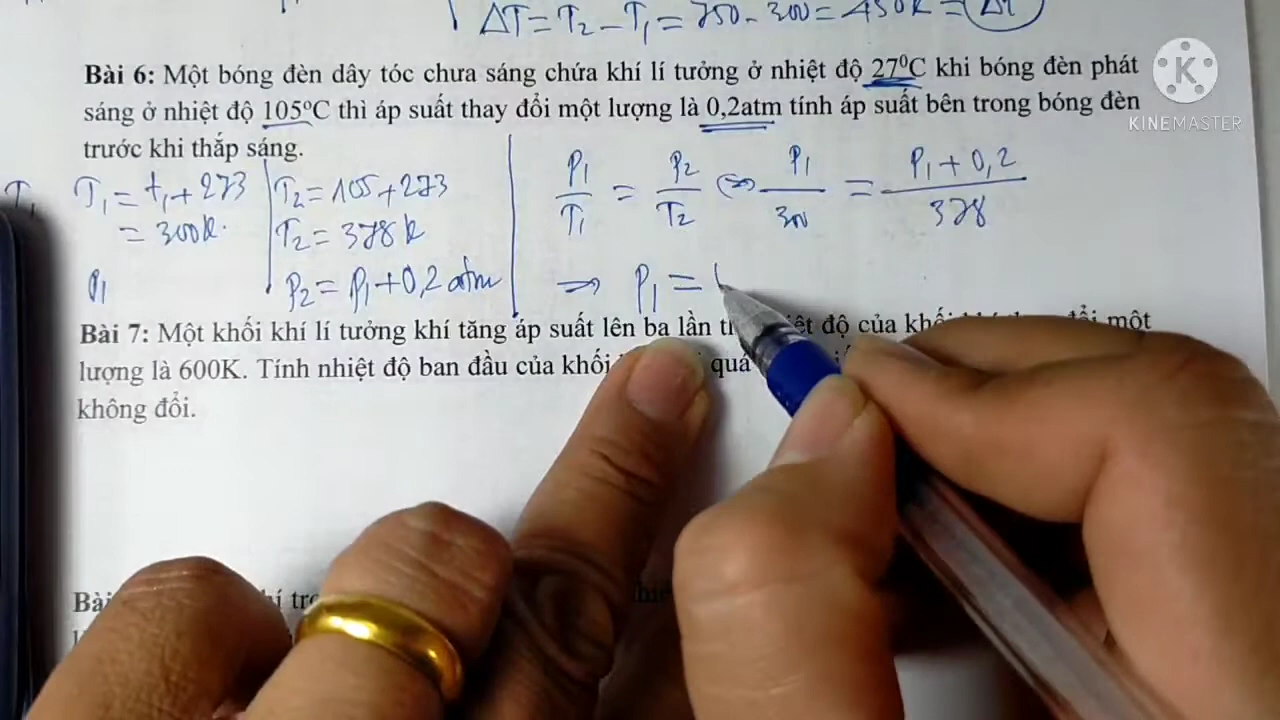 ΔT = T₂ - T₁ = 750 - 300 = 450K =
Bài 6: Một bóng đèn dây tóc chưa sáng chứa khí lí tưởng ở nhiệt độ 27⁰C khi bóng đèn phát
sáng ở nhiệt độ 105⁰C thì áp suất thay đổi một lượng là 0,2atm tính áp suất bên trong bóng đèn
trước khi thắp sáng.
K
KINEMASTER
T₁
T₁ = t₁ + 273
= 300k.
P₁
T₂ = 105 + 273
T₂ = 378 k
P₂ = P₁ + 0,2 atm
P₁/T₁ = P₂/T₂ ⇔ P₁/300 = P₁ + 0,2/378
⇒ P₁ =
Bài 7: Một khối khí lí tưởng khí tăng áp suất lên ba lần độ của một
lượng là 600K. Tính nhiệt độ ban đầu của khối quá
không đổi.